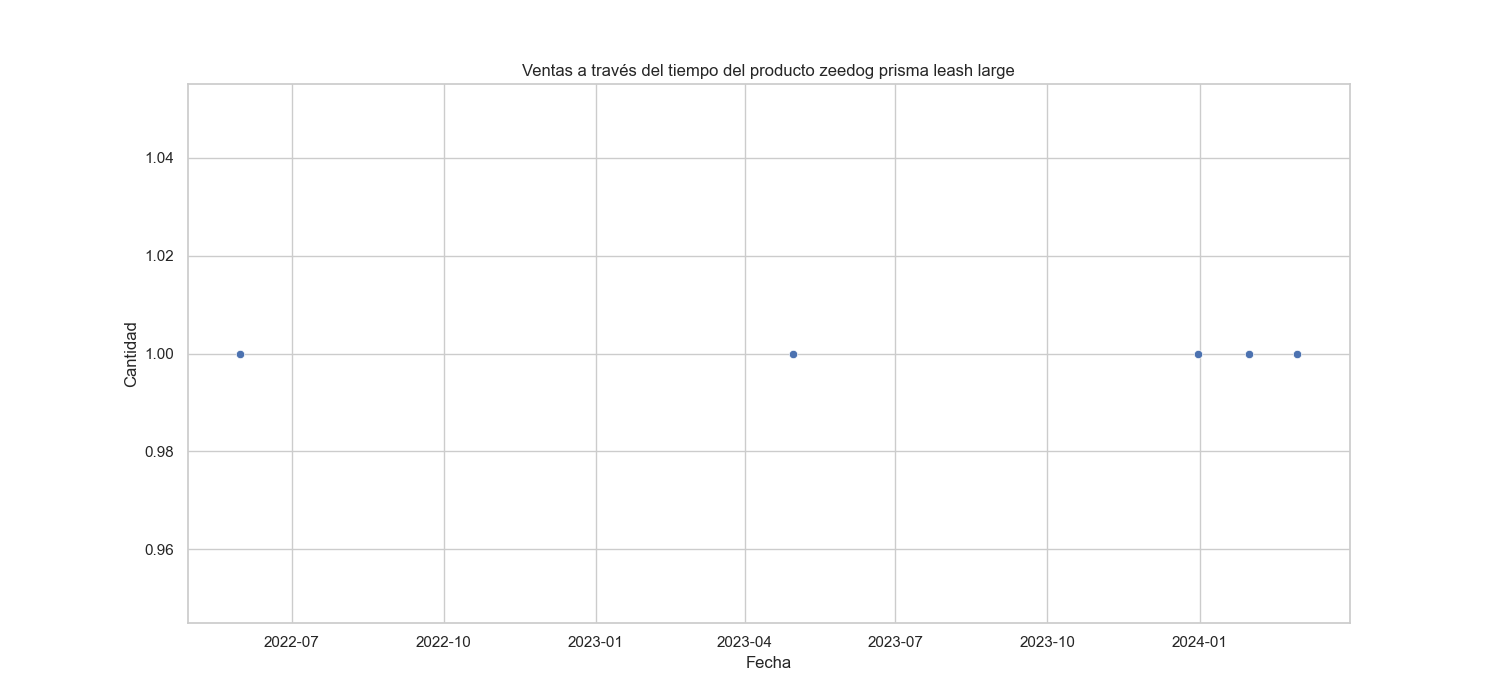 Ventas a través del tiempo del producto zeedog prisma leash large
1.04
1.02
1.00
0.98
0.96
Cantidad
2022-07 2022-10 2023-01 2023-04 2023-07 2023-10 2024-01
Fecha